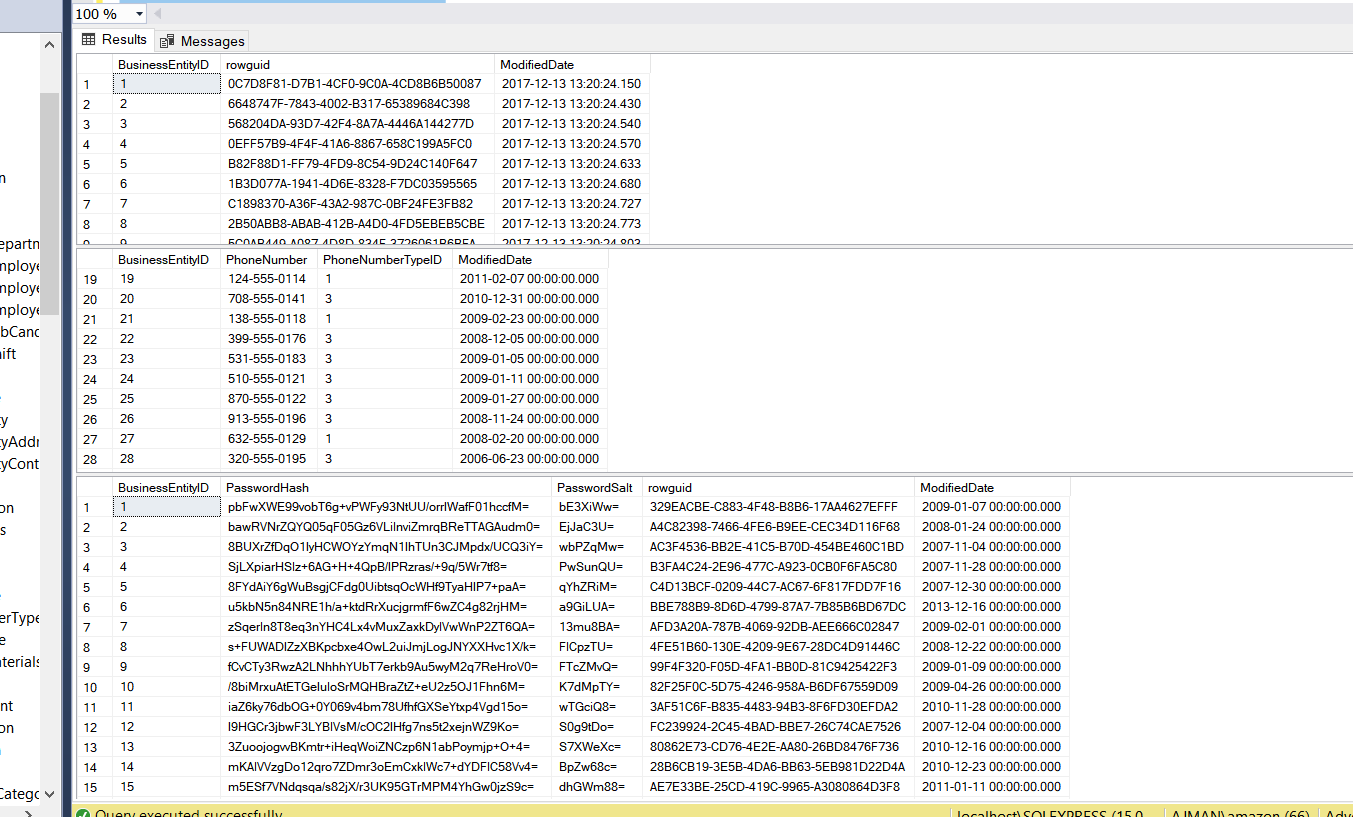 100 %
Results Messages
BusinessEntityID rowguid ModifiedDate
1 1 0C7D8F81-D7B1-4CF0-9C0A-4CD8B6B50087 2017-12-13 13:20:24.150
2 2 6648747F-7843-4002-B317-65389684C398 2017-12-13 13:20:24.430
3 3 568204DA-93D7-42F4-8A7A-4446A144277D 2017-12-13 13:20:24.540
4 4 0EFF57B9-4F4F-41A6-8867-658C199A5FC0 2017-12-13 13:20:24.570
5 5 B82F88D1-FF79-4FD9-8C54-9D24C140F647 2017-12-13 13:20:24.633
6 6 1B3D077A-1941-4D6E-8328-F7DC03595565 2017-12-13 13:20:24.680
7 7 C1898370-A36F-43A2-987C-0BF24FE3FB82 2017-12-13 13:20:24.727
8 8 2B50ABB8-ABAB-412B-A4D0-4FD5EBEB5CBE 2017-12-13 13:20:24.773
9 9 5C0AB449-A087-4D8D-834F-3726061B6BFA 2017-12-13 13:20:24.803
BusinessEntityID PhoneNumber PhoneNumberTypeID ModifiedDate
19 19 124-555-0114 1 2011-02-07 00:00:00.000
20 20 708-555-0141 3 2010-12-31 00:00:00.000
21 21 138-555-0118 1 2009-02-23 00:00:00.000
22 22 399-555-0176 3 2008-12-05 00:00:00.000
23 23 531-555-0183 3 2009-01-05 00:00:00.000
24 24 510-555-0121 3 2009-01-11 00:00:00.000
25 25 870-555-0122 3 2009-01-27 00:00:00.000
26 26 913-555-0196 3 2008-11-24 00:00:00.000
27 27 632-555-0129 1 2008-02-20 00:00:00.000
28 28 320-555-0195 3 2006-06-23 00:00:00.000
BusinessEntityID PasswordHash PasswordSalt rowguid ModifiedDate
1 1 pbFwXWE99vobT6g+vPWFy93NtUU/orrIWafF01hccfM= bE3XiWw= 329EACBE-C883-4F48-B8B6-17AA4627EFFF 2009-01-07 00:00:00.000
2 2 bawRVNrZQYQ05qF05Gz6VLilnviZmrqBReTTAGAudm0= EjJaC3U= A4C82398-7466-4FE6-B9EE-CEC34D116F68 2008-01-24 00:00:00.000
3 3 8BUXrZfDqO1IyHCWOYzYmqN1IhTUn3CJMpdx/UCQ3iY= wbPZqMw= AC3F4536-BB2E-41C5-B70D-454BE460C1BD 2007-11-04 00:00:00.000
4 4 SjLXpiarHSlz+6AG+H+4QpB/IPRzras/+9q/5Wr7tf8= PwSunQU= B3FA4C24-2E96-477C-A923-0CB0F6FA5C80 2007-11-28 00:00:00.000
5 5 8FYdAiY6gWuBsgjCFdg0UibtsqOcWHf9TyaHIP7+paA= qYhZRiM= C4D13BCF-0209-44C7-AC67-6F817FDD7F16 2007-12-30 00:00:00.000
6 6 u5kbN5n84NRE1h/a+ktdRrXucjgrmfF6wZC4g82rjHM= a9GiLUA= BBE788B9-8D6D-4799-87A7-7B85B6BD67DC 2013-12-16 00:00:00.000
7 7 zSqerln8T8eq3nYHC4Lx4vMuxZaxkDylVwWnP2ZT6QA= 13mu8BA= AFD3A20A-787B-4069-92DB-AEE666C02847 2009-02-01 00:00:00.000
8 8 s+FUWADIZzXBKpcbxe4OwL2uiJmjLogJNYXXHvc1X/k= FlCpzTU= 4FE51B60-130E-4209-9E67-28DC4D91446C 2008-12-22 00:00:00.000
9 9 fCvCTy3RwzA2LNhhhYUbT7erkb9Au5wyM2q7ReHroV0= FTcZMvQ= 99F4F320-F05D-4FA1-BB0D-81C9425422F3 2009-01-09 00:00:00.000
10 10 /8biMrxuAtETGeluIoSrMQHBraZtZ+eU2z5OJ1Fhn6M= K7dMpTY= 82F25F0C-5D75-4246-958A-B6DF67559D09 2009-04-26 00:00:00.000
11 11 iaZ6ky76dbOG+0Y069v4bm78UfhfGXSeYtxp4Vgd15o= wTGciQ8= 3AF51C6F-B835-4483-94B3-8F6FD30EFDA2 2010-11-28 00:00:00.000
12 12 I9HGCr3jbwF3LYBlVsM/cOC2IHfg7ns5t2xejnWZ9Ko= S0g9tDo= FC239924-2C45-4BAD-BBE7-26C74CAE7526 2007-12-04 00:00:00.000
13 13 3ZuoojogvvBKmtr+iHeqWoiZNCzp6N1abPoymjp+O+4= S7XWeXc= 80862E73-CD76-4E2E-AA80-26BD8476F736 2010-12-16 00:00:00.000
14 14 mKAlVVzgDo12qro7ZDmr3oEmCxkIWc7+dYDFlC58Vv4= BpZw68c= 28B6CB19-3E5B-4DA6-BB63-5EB981D22D4A 2010-12-23 00:00:00.000
15 15 m5ESf7VNdqsqa/s82jX/r3UK95GTrMPM4YhGw0jzS9c= dhGWm88= AE7E33BE-25CD-419C-9965-A3080864D3F8 2011-01-11 00:00:00.000
Query executed successfully
localhost\SQLEXPRESS (15.0 AJMAN\amazon (66) Adv
n
epartn
mploye
mploye
mploye
bCand
ift
y
yAddr
yCont
on
s
erType
e
terials
nt
on
Catego